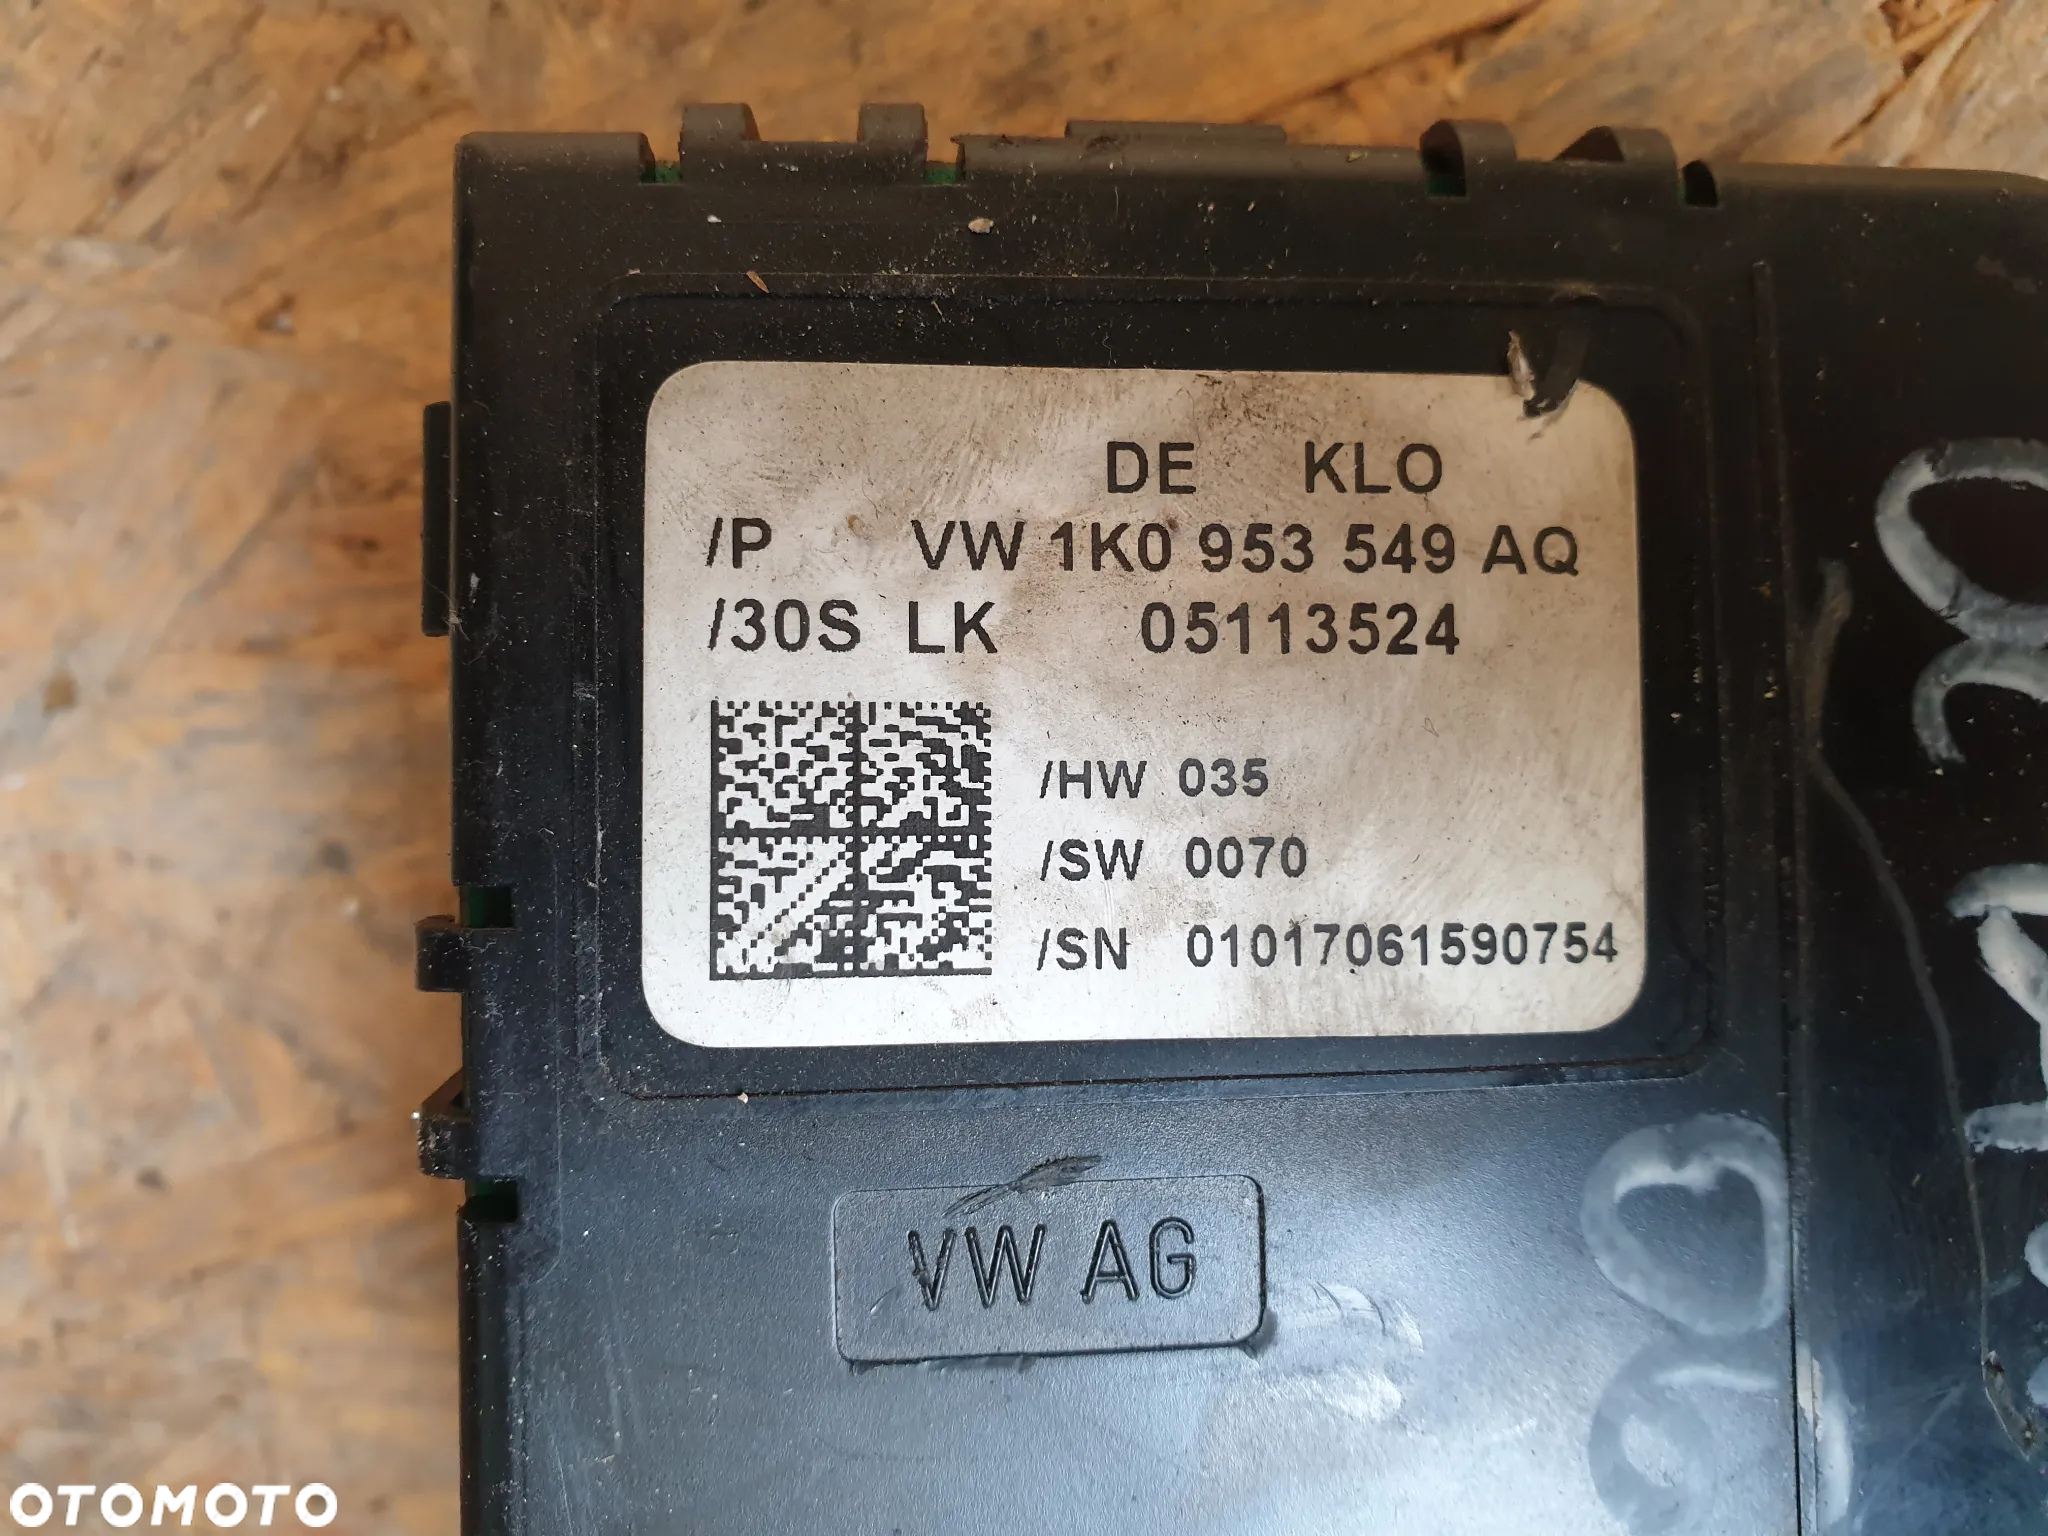 DE KLO
/P VW 1K0 953 549 AQ
/30S LK 05113524
/HW 035
/SW 0070
/SN 01017061590754
VW AG
OTOMOTO